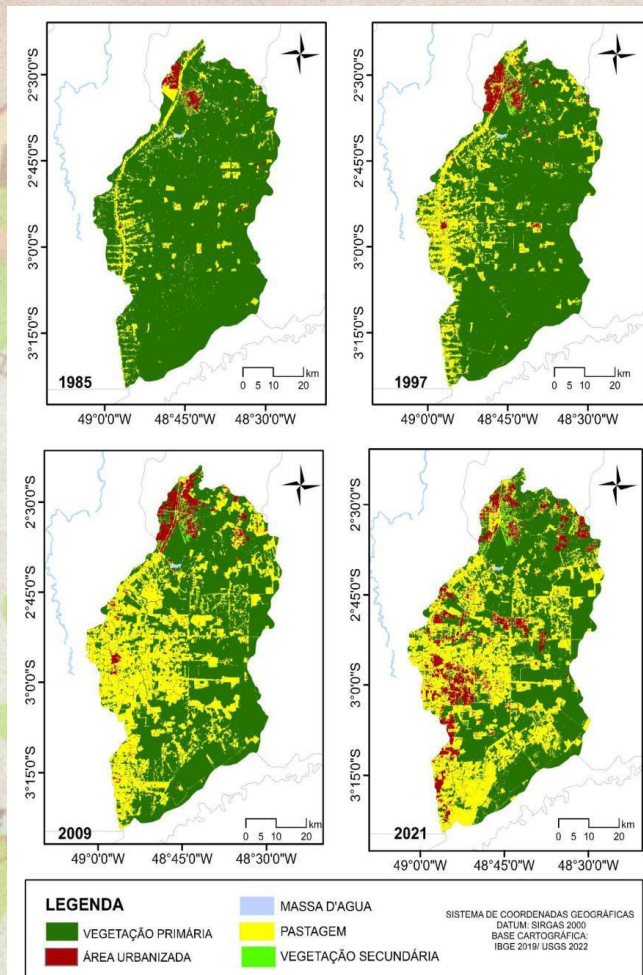 2°30'0"S
2°45'0"S
3°0'0"S
3°15'0"S
1985
0 5 10 20
km
49°0'0"W 48°45'0"W 48°30'0"W
2°30'0"S
2°45'0"S
3°0'0"S
3°15'0"S
1997
0 5 10 20
km
49°0'0"W 48°45'0"W 48°30'0"W
2°30'0"S
2°45'0"S
3°0'0"S
3°15'0"S
2009
0 5 10 20
km
49°0'0"W 48°45'0"W 48°30'0"W
2°30'0"S
2°45'0"S
3°0'0"S
3°15'0"S
2021
0 5 10 20
km
49°0'0"W 48°45'0"W 48°30'0"W
LEGENDA
VEGETAÇÃO PRIMÁRIA
ÁREA URBANIZADA
MASSA D'AGUA
PASTAGEM
VEGETAÇÃO SECUNDÁRIA
SISTEMA DE COORDENADAS GEOGRÁFICAS
DATUM: SIRGAS 2000
BASE CARTOGRÁFICA:
IBGE 2019/ USGS 2022